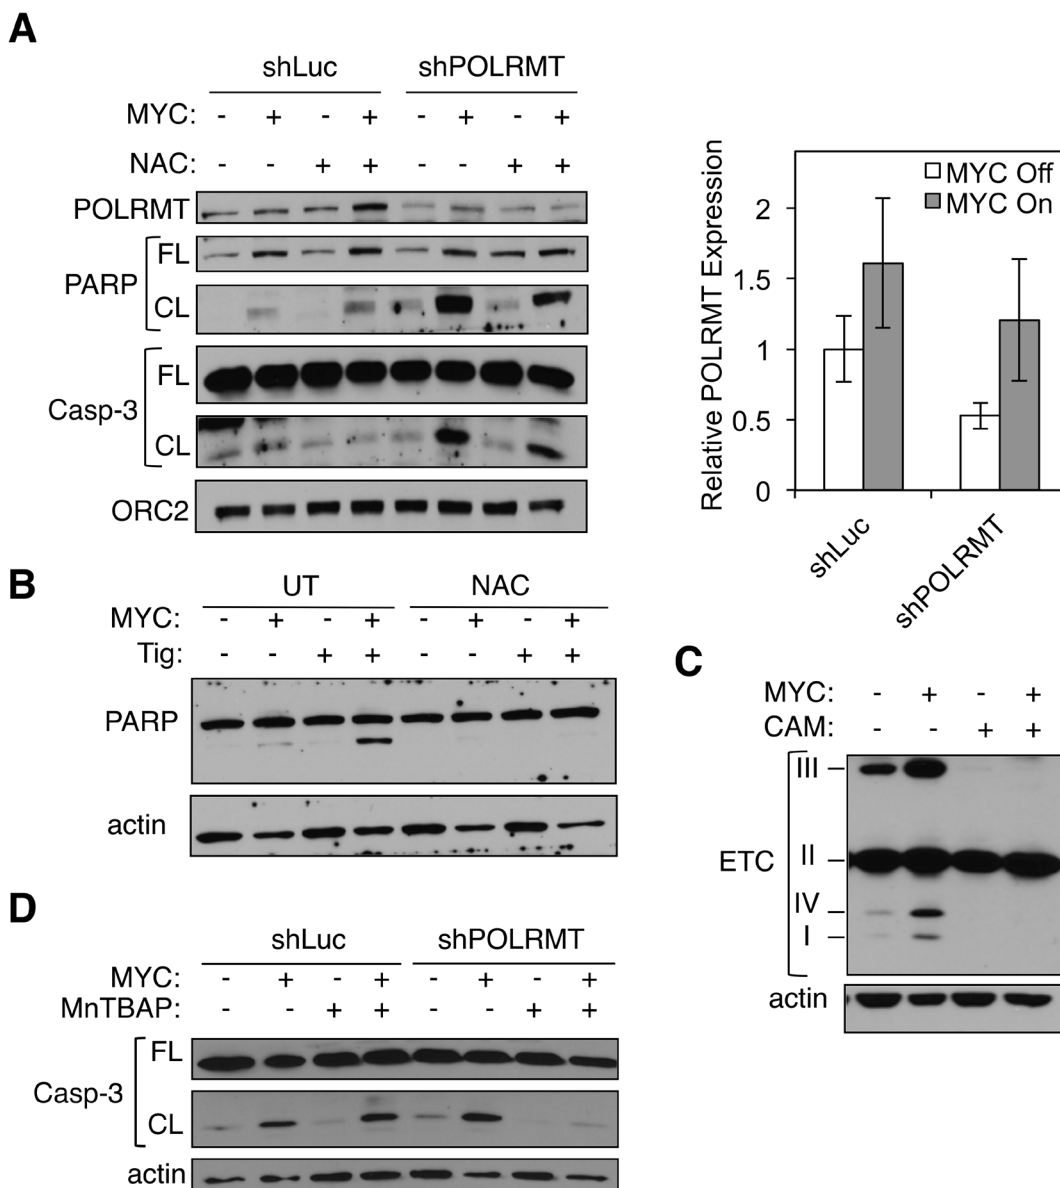 A
shLuc shPOLRMT
MYC: - + - + - + - +
NAC: - - + + - - + +
POLRMT
PARP
FL
CL
Casp-3
FL
CL
ORC2
Relative POLRMT Expression
MYC Off
MYC On
2
1.5
1
0.5
0
shLuc
shPOLRMT
B
UT NAC
MYC: - + - + - + - +
Tig: - - + + - - + +
PARP
actin
C
MYC: - + - +
CAM: - - + +
ETC
III
II
IV
I
actin
D
shLuc shPOLRMT
MYC: - + - + - + - +
MnTBAP: - - + + - - + +
Casp-3
FL
CL
actin